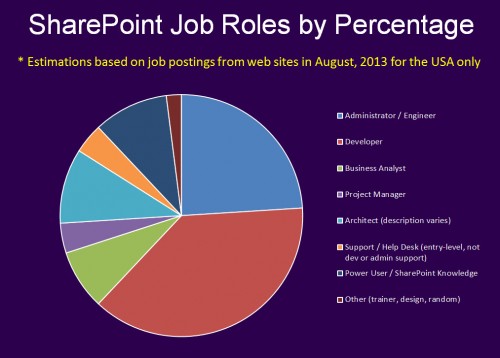 SharePoint Job Roles by Percentage
* Estimations based on job postings from web sites in August, 2013 for the USA only
Administrator / Engineer
Developer
Business Analyst
Project Manager
Architect (description varies)
Support / Help Desk (entry-level, not
dev or admin support)
Power User / SharePoint Knowledge
Other (trainer, design, random)